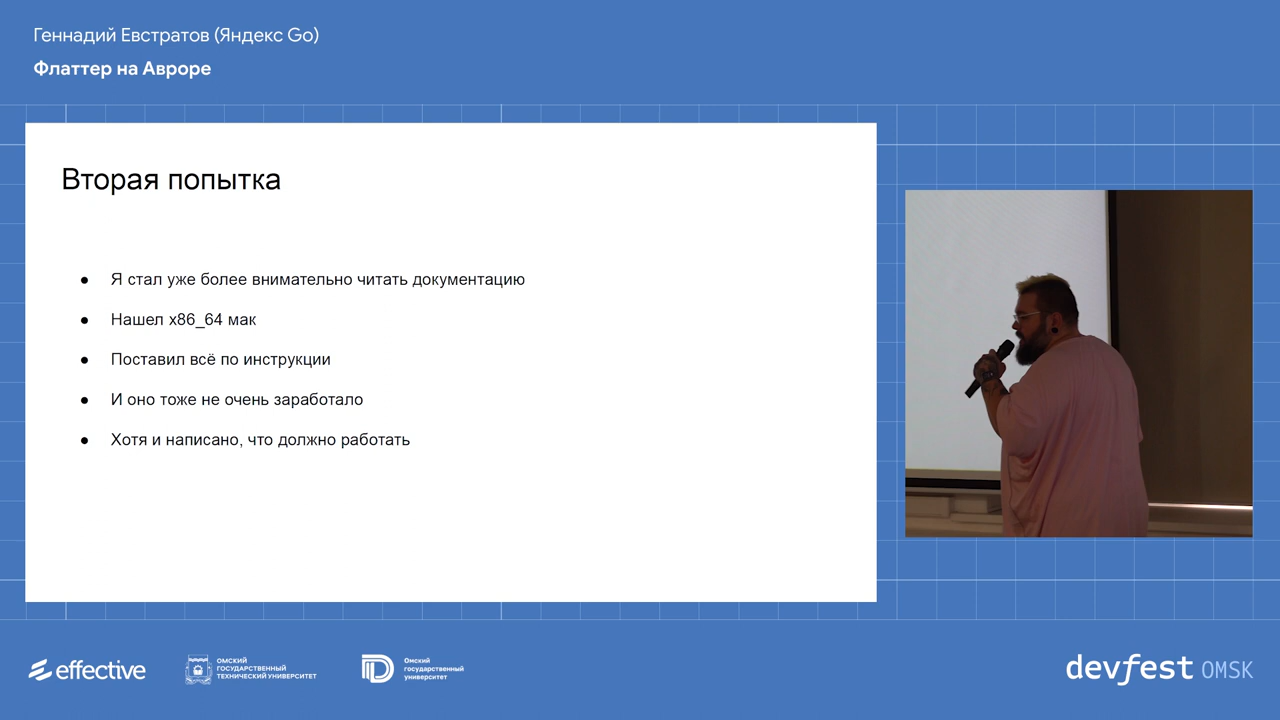 Геннадий Евстратов (Яндекс Go)
Флаттер на Авроре
Вторая попытка
● Я стал уже более внимательно читать документацию
● Нашел x86_64 мак
● Поставил всё по инструкции
● И оно тоже не очень заработало
● Хотя и написано, что должно работать
effective
ОМСКИЙ
ГОСУДАРСТВЕННЫЙ
ТЕХНИЧЕСКИЙ УНИВЕРСИТЕТ
Омский
государственный
университет
devfest OMSK